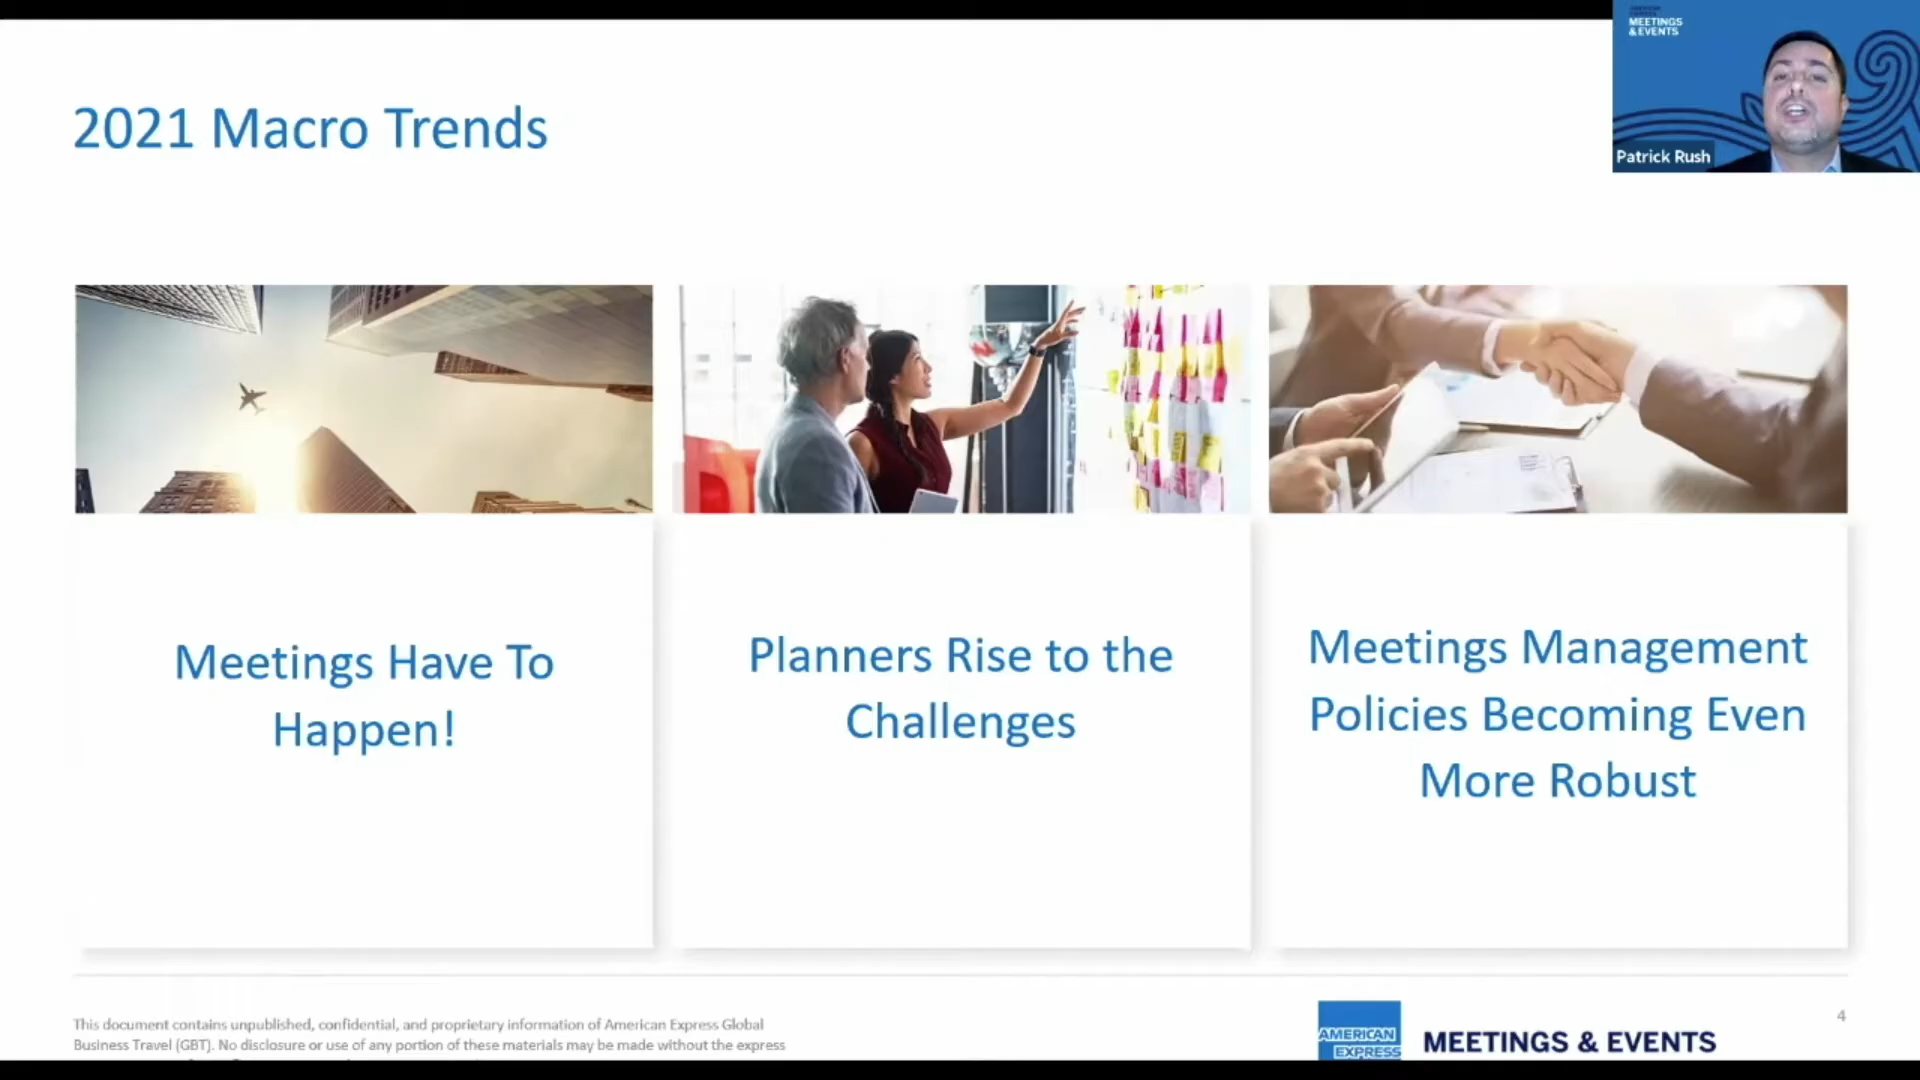 MEETINGS
& EVENTS
Patrick Rush
2021 Macro Trends
Meetings Have To
Happen!
Planners Rise to the
Challenges
Meetings Management
Policies Becoming Even
More Robust
This document contains unpublished, confidential, and proprietary information of American Express Global
Business Travel (GBT). No disclosure or use of any portion of these materials may be made without the express
AMERICAN
EXPRESS
MEETINGS & EVENTS
4